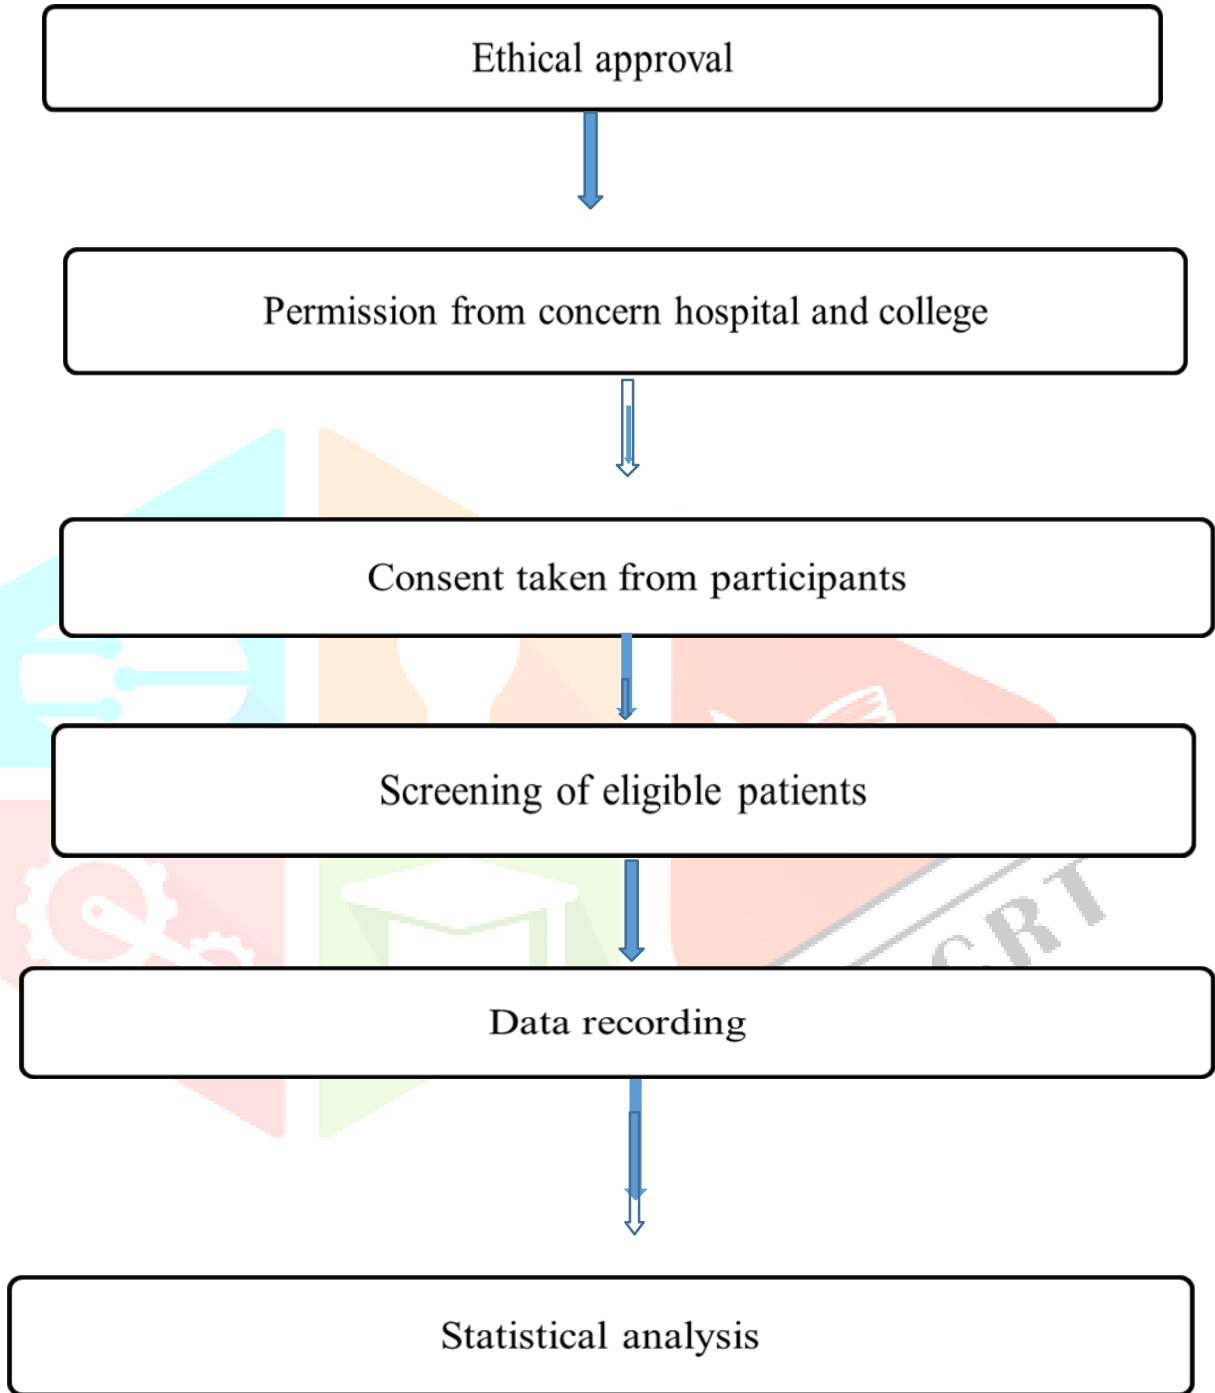 Ethical approval
Permission from concern hospital and college
Consent taken from participants
Screening of eligible patients
CRT
Data recording
Statistical analysis